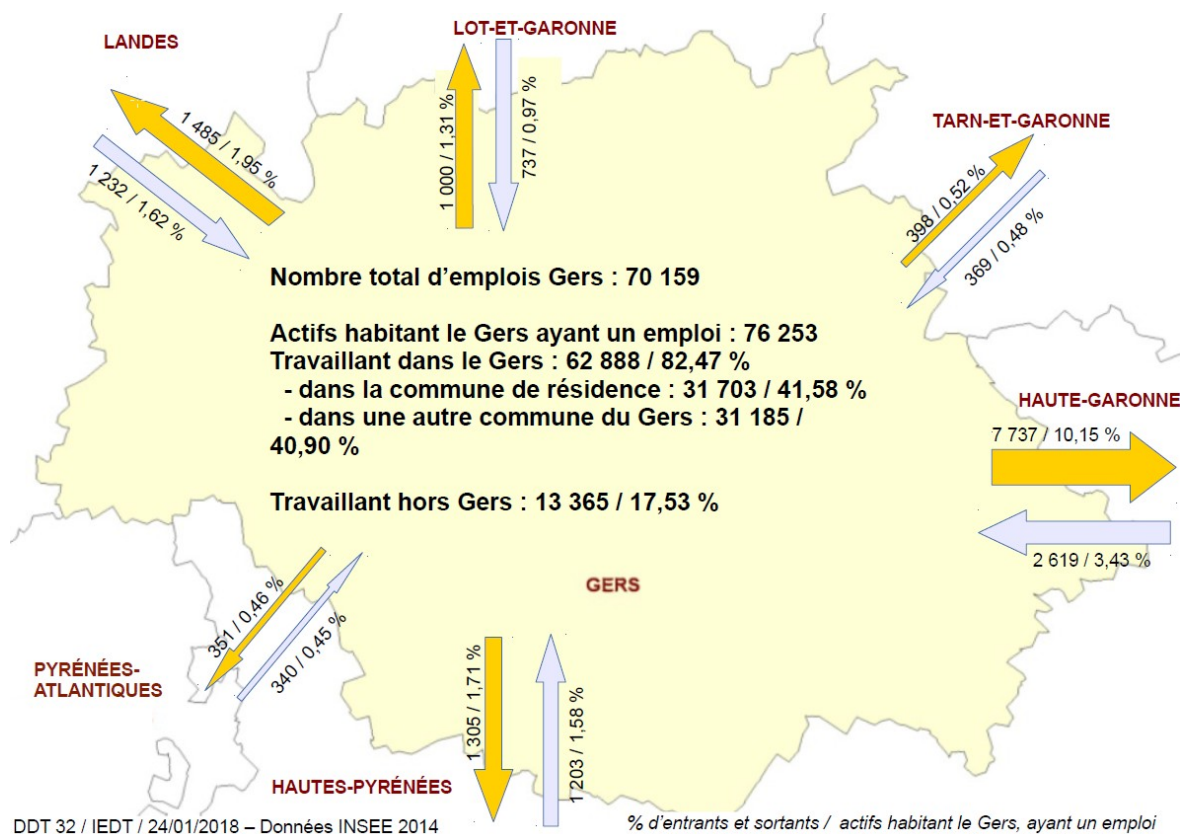 LANDES
LOT-ET-GARONNE
TARN-ET-GARONNE
1 485 / 1,95 %
1 232 / 1,62 %
1 000 / 1,31 %
737 / 0,97 %
398 / 0,52 %
369 / 0,48 %
Nombre total d’emplois Gers : 70 159
Actifs habitant le Gers ayant un emploi : 76 253
Travaillant dans le Gers : 62 888 / 82,47 %
- dans la commune de résidence : 31 703 / 41,58 %
- dans une autre commune du Gers : 31 185 /
40,90 %
Travaillant hors Gers : 13 365 / 17,53 %
HAUTE-GARONNE
7 737 / 10,15 %
2 619 / 3,43 %
GERS
351 / 0,46 %
340 / 0,45 %
PYRÉNÉES-
ATLANTIQUES
1 305 / 1,71 %
1 203 / 1,58 %
HAUTES-PYRÉNÉES
DDT 32 / IEDT / 24/01/2018 – Données INSEE 2014
% d’entrants et sortants / actifs habitant le Gers, ayant un emploi